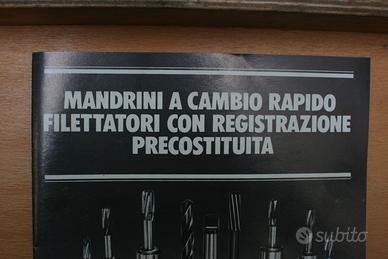 MANDRINI A CAMBIO RAPIDO
FILETTATORI CON REGISTRAZIONE
PRECOSTITUITA
subito